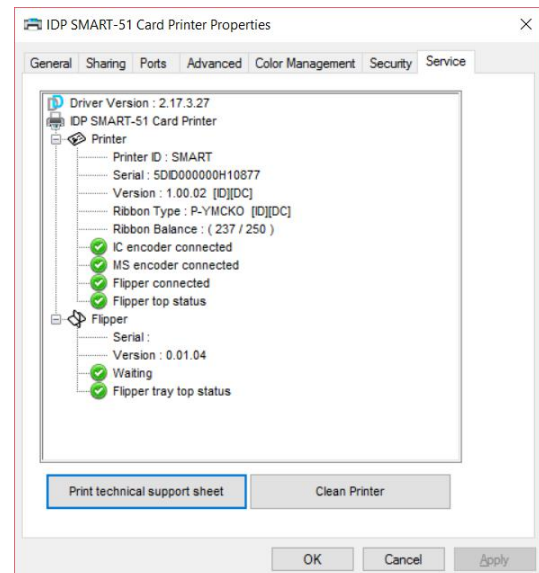 IDP SMART-51 Card Printer Properties
General Sharing Ports Advanced Color Management Security Service
Driver Version : 2.17.3.27
IDP SMART-51 Card Printer
Printer
Printer ID : SMART
Serial : 5DID000000H10877
Version : 1.00.02 [ID][DC]
Ribbon Type : P-YMCKO [ID][DC]
Ribbon Balance : ( 237 / 250 )
IC encoder connected
MS encoder connected
Flipper connected
Flipper top status
Flipper
Serial :
Version : 0.01.04
Waiting
Flipper tray top status
Print technical support sheet Clean Printer
OK Cancel Apply